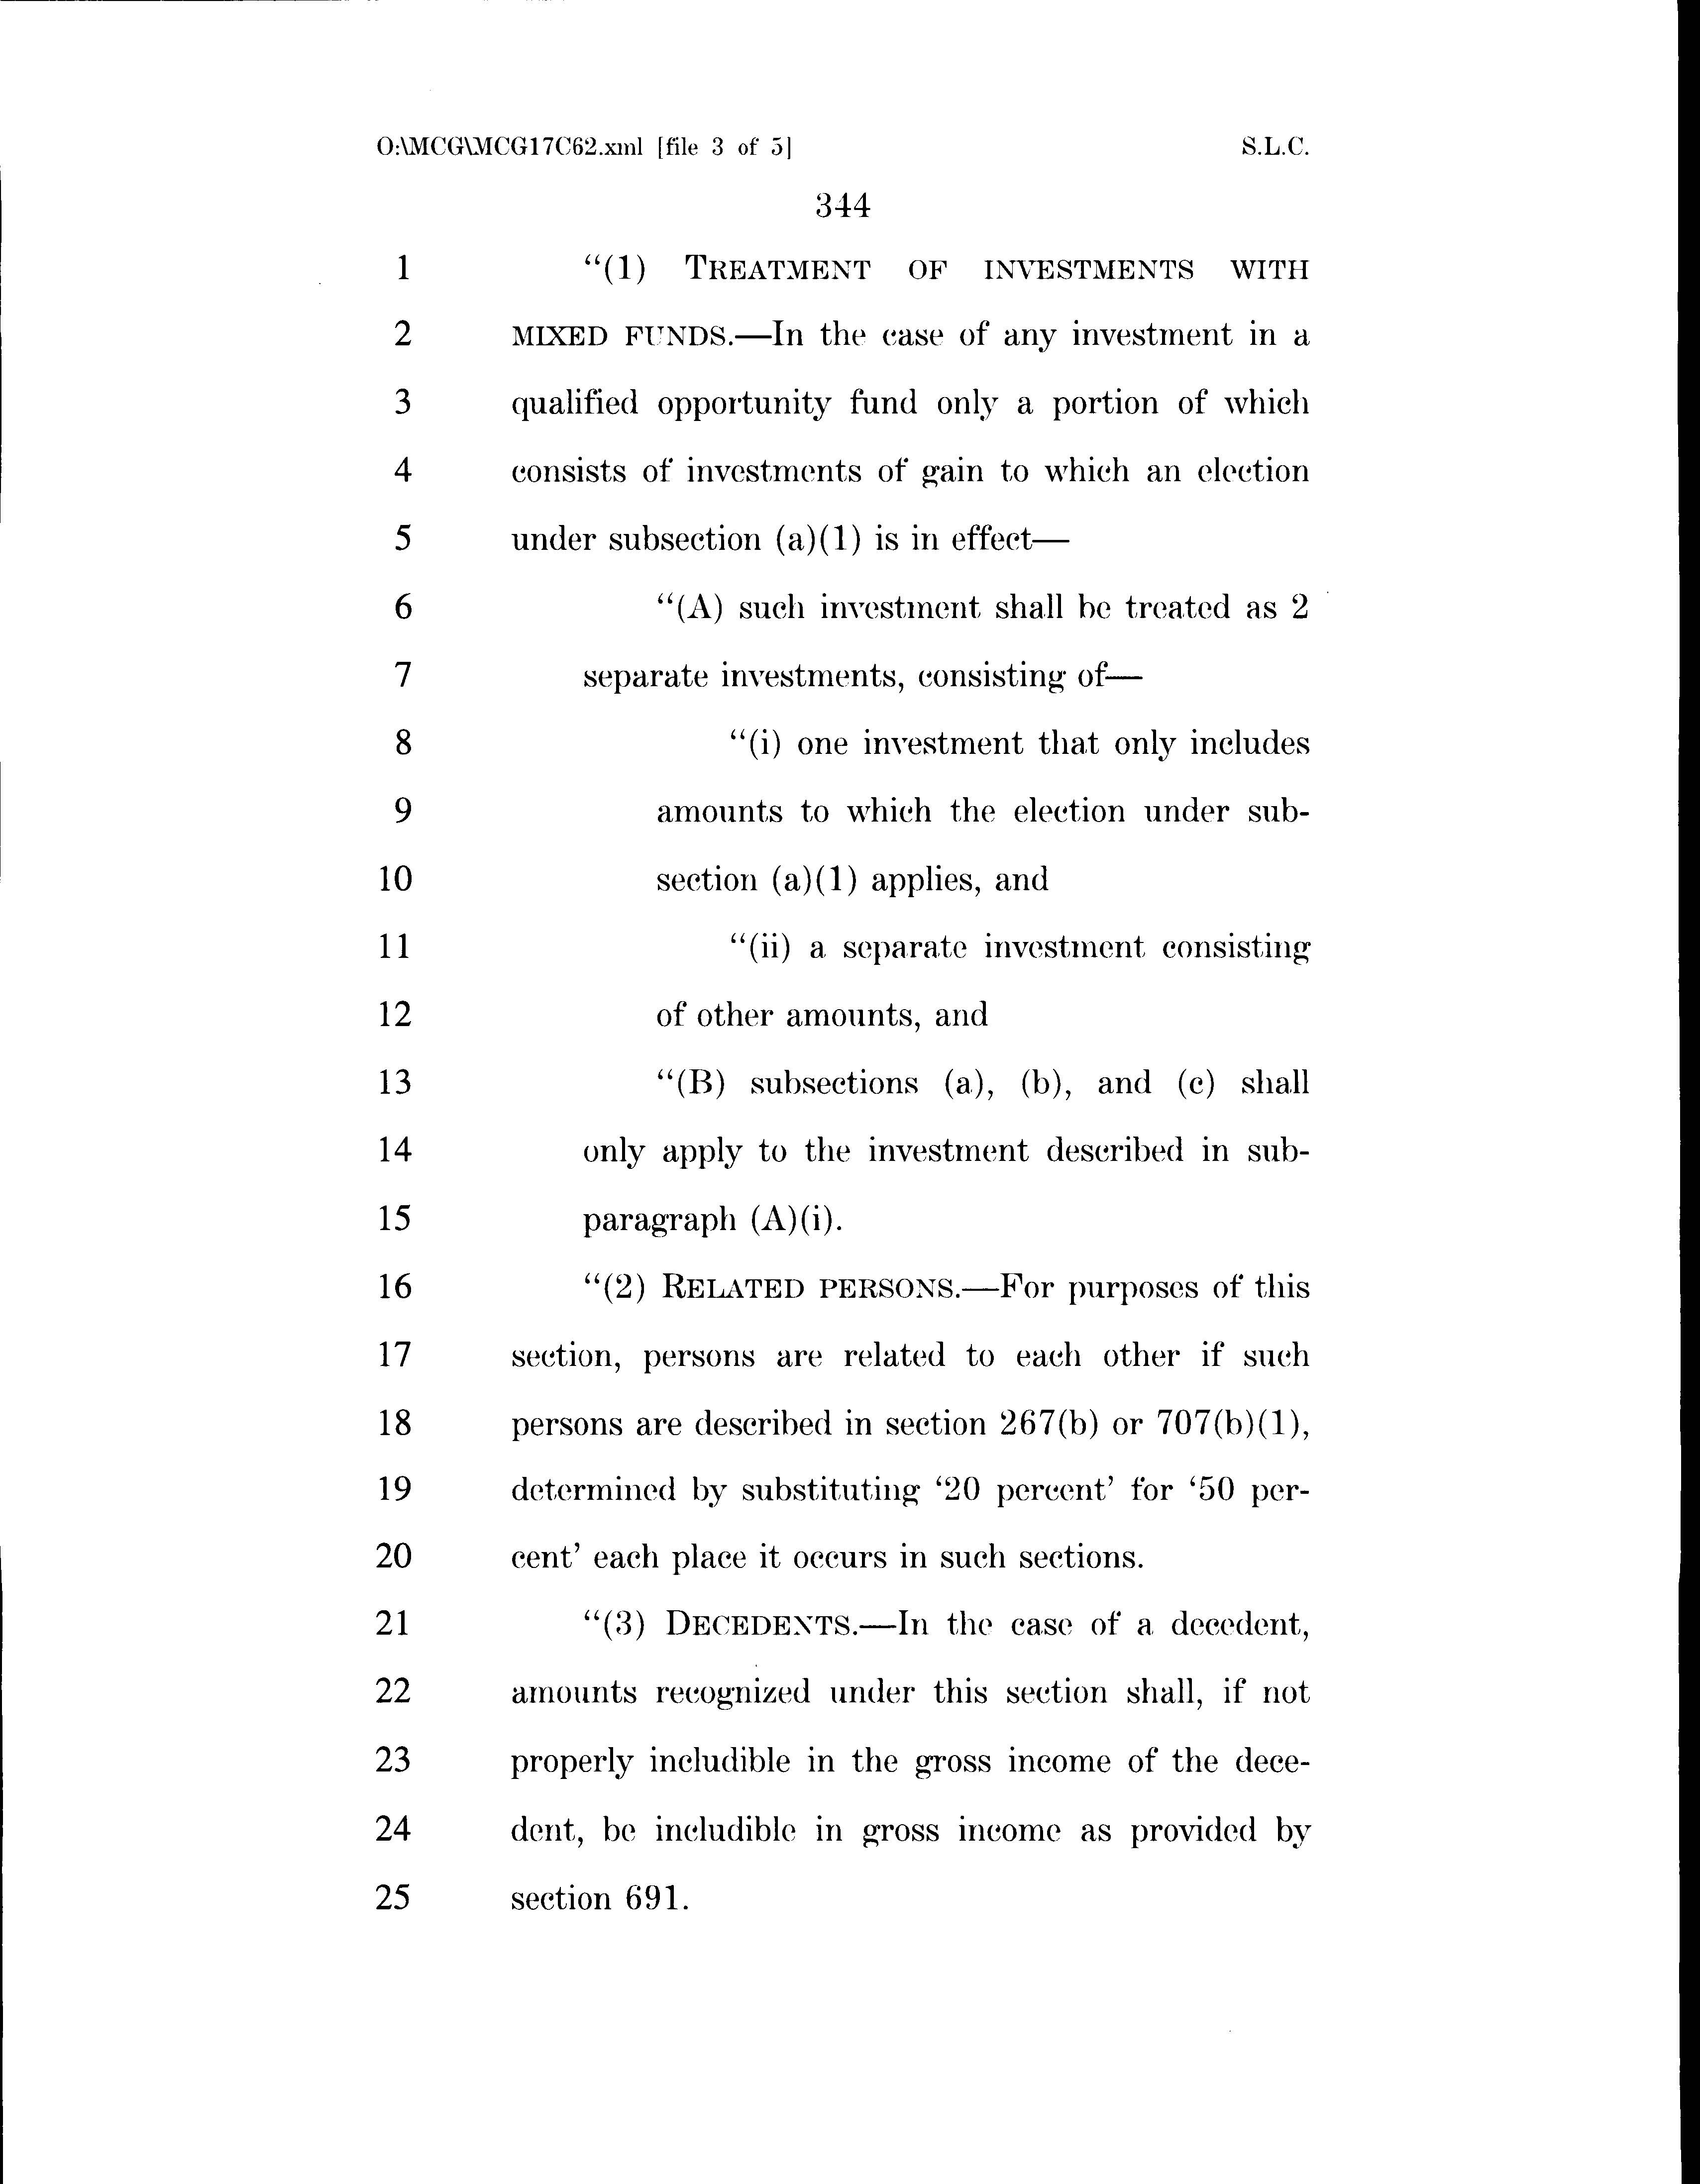 O:\MCG\MCG17C62.xml [file 3 of 5] S.L.C.
344
1 “(1) TREATMENT OF INVESTMENTS WITH
2 MIXED FUNDS.—In the case of any investment in a
3 qualified opportunity fund only a portion of which
4 consists of investments of gain to which an election
5 under subsection (a)(1) is in effect—
6 “(A) such investment shall be treated as 2
7 separate investments, consisting of—
8 “(i) one investment that only includes
9 amounts to which the election under sub-
10 section (a)(1) applies, and
11 “(ii) a separate investment consisting
12 of other amounts, and
13 “(B) subsections (a), (b), and (c) shall
14 only apply to the investment described in sub-
15 paragraph (A)(i).
16 “(2) RELATED PERSONS.—For purposes of this
17 section, persons are related to each other if such
18 persons are described in section 267(b) or 707(b)(1),
19 determined by substituting ‘20 percent’ for ‘50 per-
20 cent’ each place it occurs in such sections.
21 “(3) DECEDENTS.—In the case of a decedent,
22 amounts recognized under this section shall, if not
23 properly includible in the gross income of the dece-
24 dent, be includible in gross income as provided by
25 section 691.